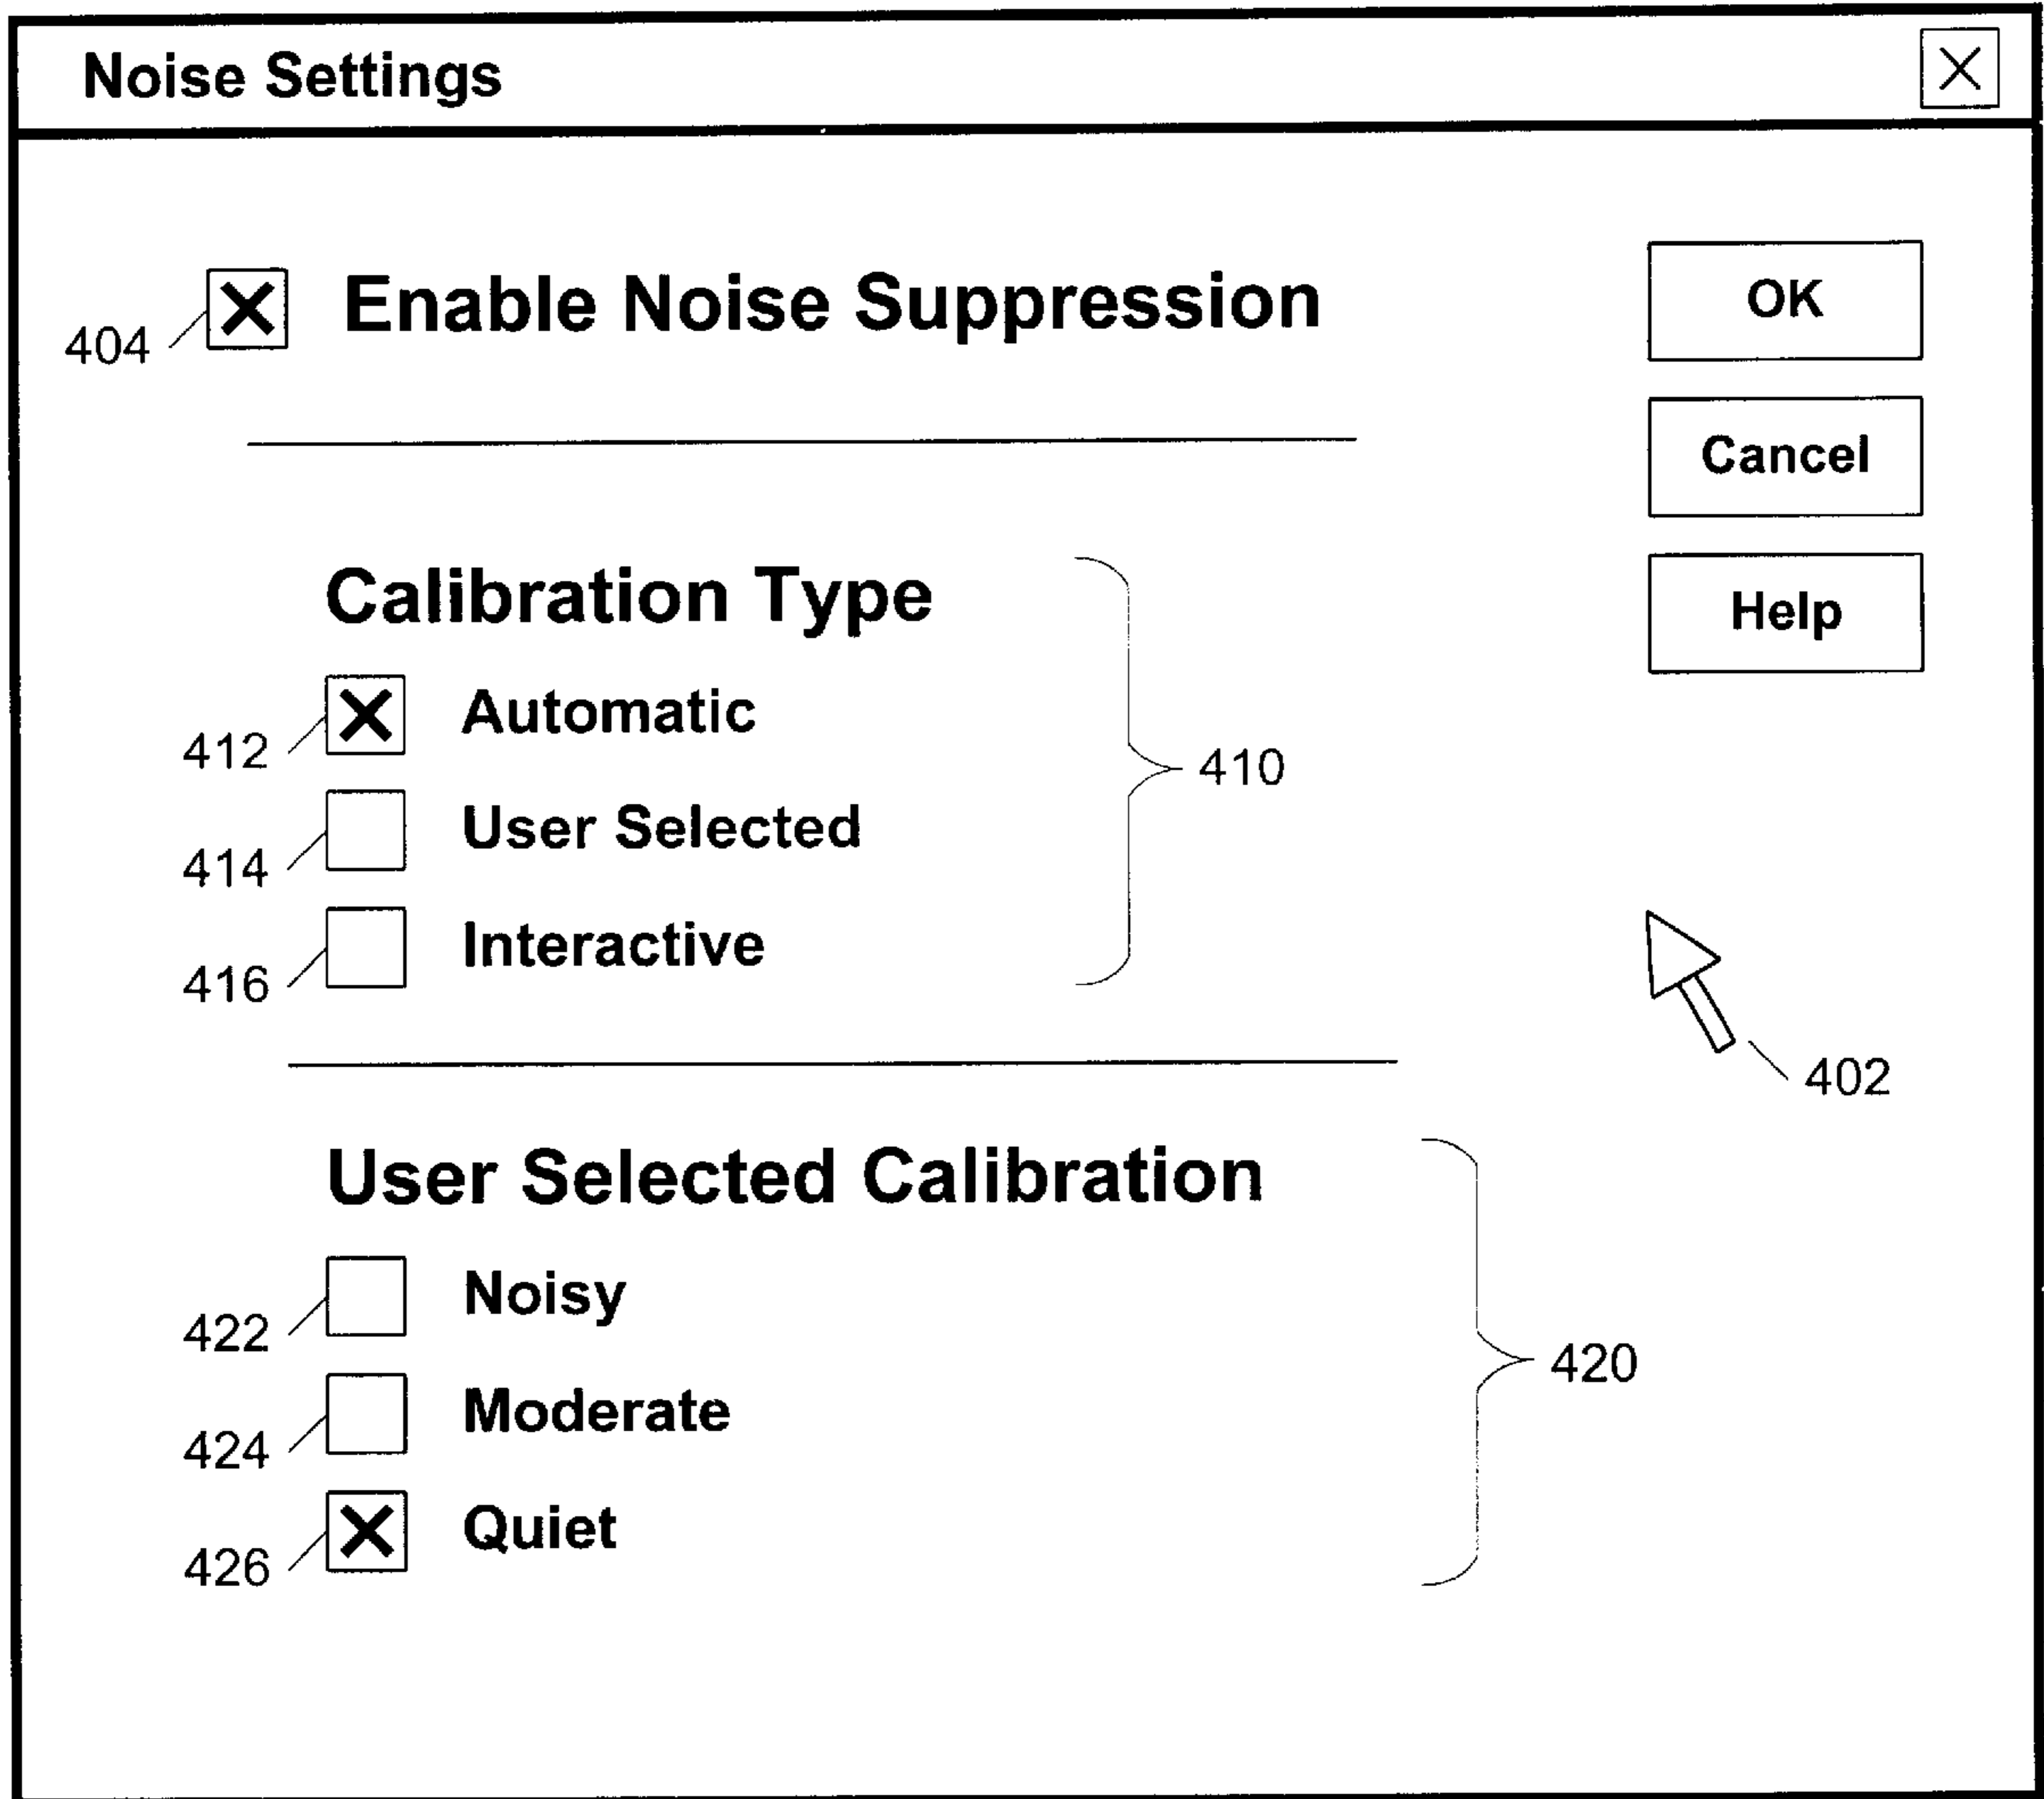 Noise Settings
Enable Noise Suppression
404
OK
Cancel
Help
Calibration Type
Automatic
412
User Selected
414
Interactive
416
410
402
User Selected Calibration
Noisy
422
Moderate
424
Quiet
426
420